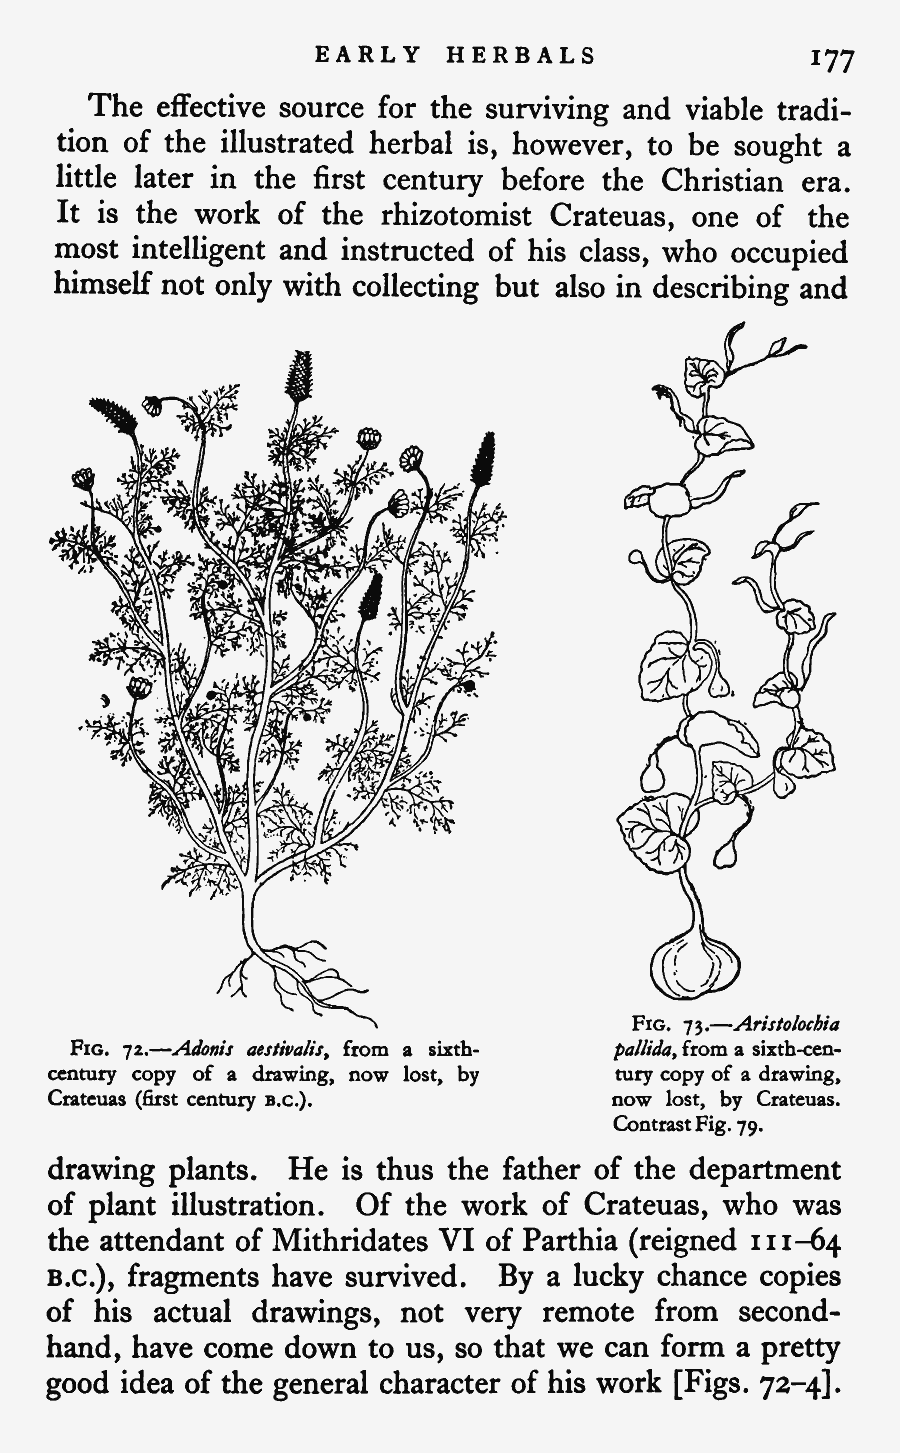 EARLY HERBALS 177
The effective source for the surviving and viable tradi-
tion of the illustrated herbal is, however, to be sought a
little later in the first century before the Christian era.
It is the work of the rhizotomist Crateuas, one of the
most intelligent and instructed of his class, who occupied
himself not only with collecting but also in describing and
FIG. 72.—Adonis aestivalis, from a sixth-
century copy of a drawing, now lost, by
Crateuas (first century B.C.).
FIG. 73.—Aristolochia
pallida, from a sixth-cen-
tury copy of a drawing,
now lost, by Crateuas.
Contrast Fig. 79.
drawing plants. He is thus the father of the department
of plant illustration. Of the work of Crateuas, who was
the attendant of Mithridates VI of Parthia (reigned 111–64
B.C.), fragments have survived. By a lucky chance copies
of his actual drawings, not very remote from second-
hand, have come down to us, so that we can form a pretty
good idea of the general character of his work [Figs. 72–4].